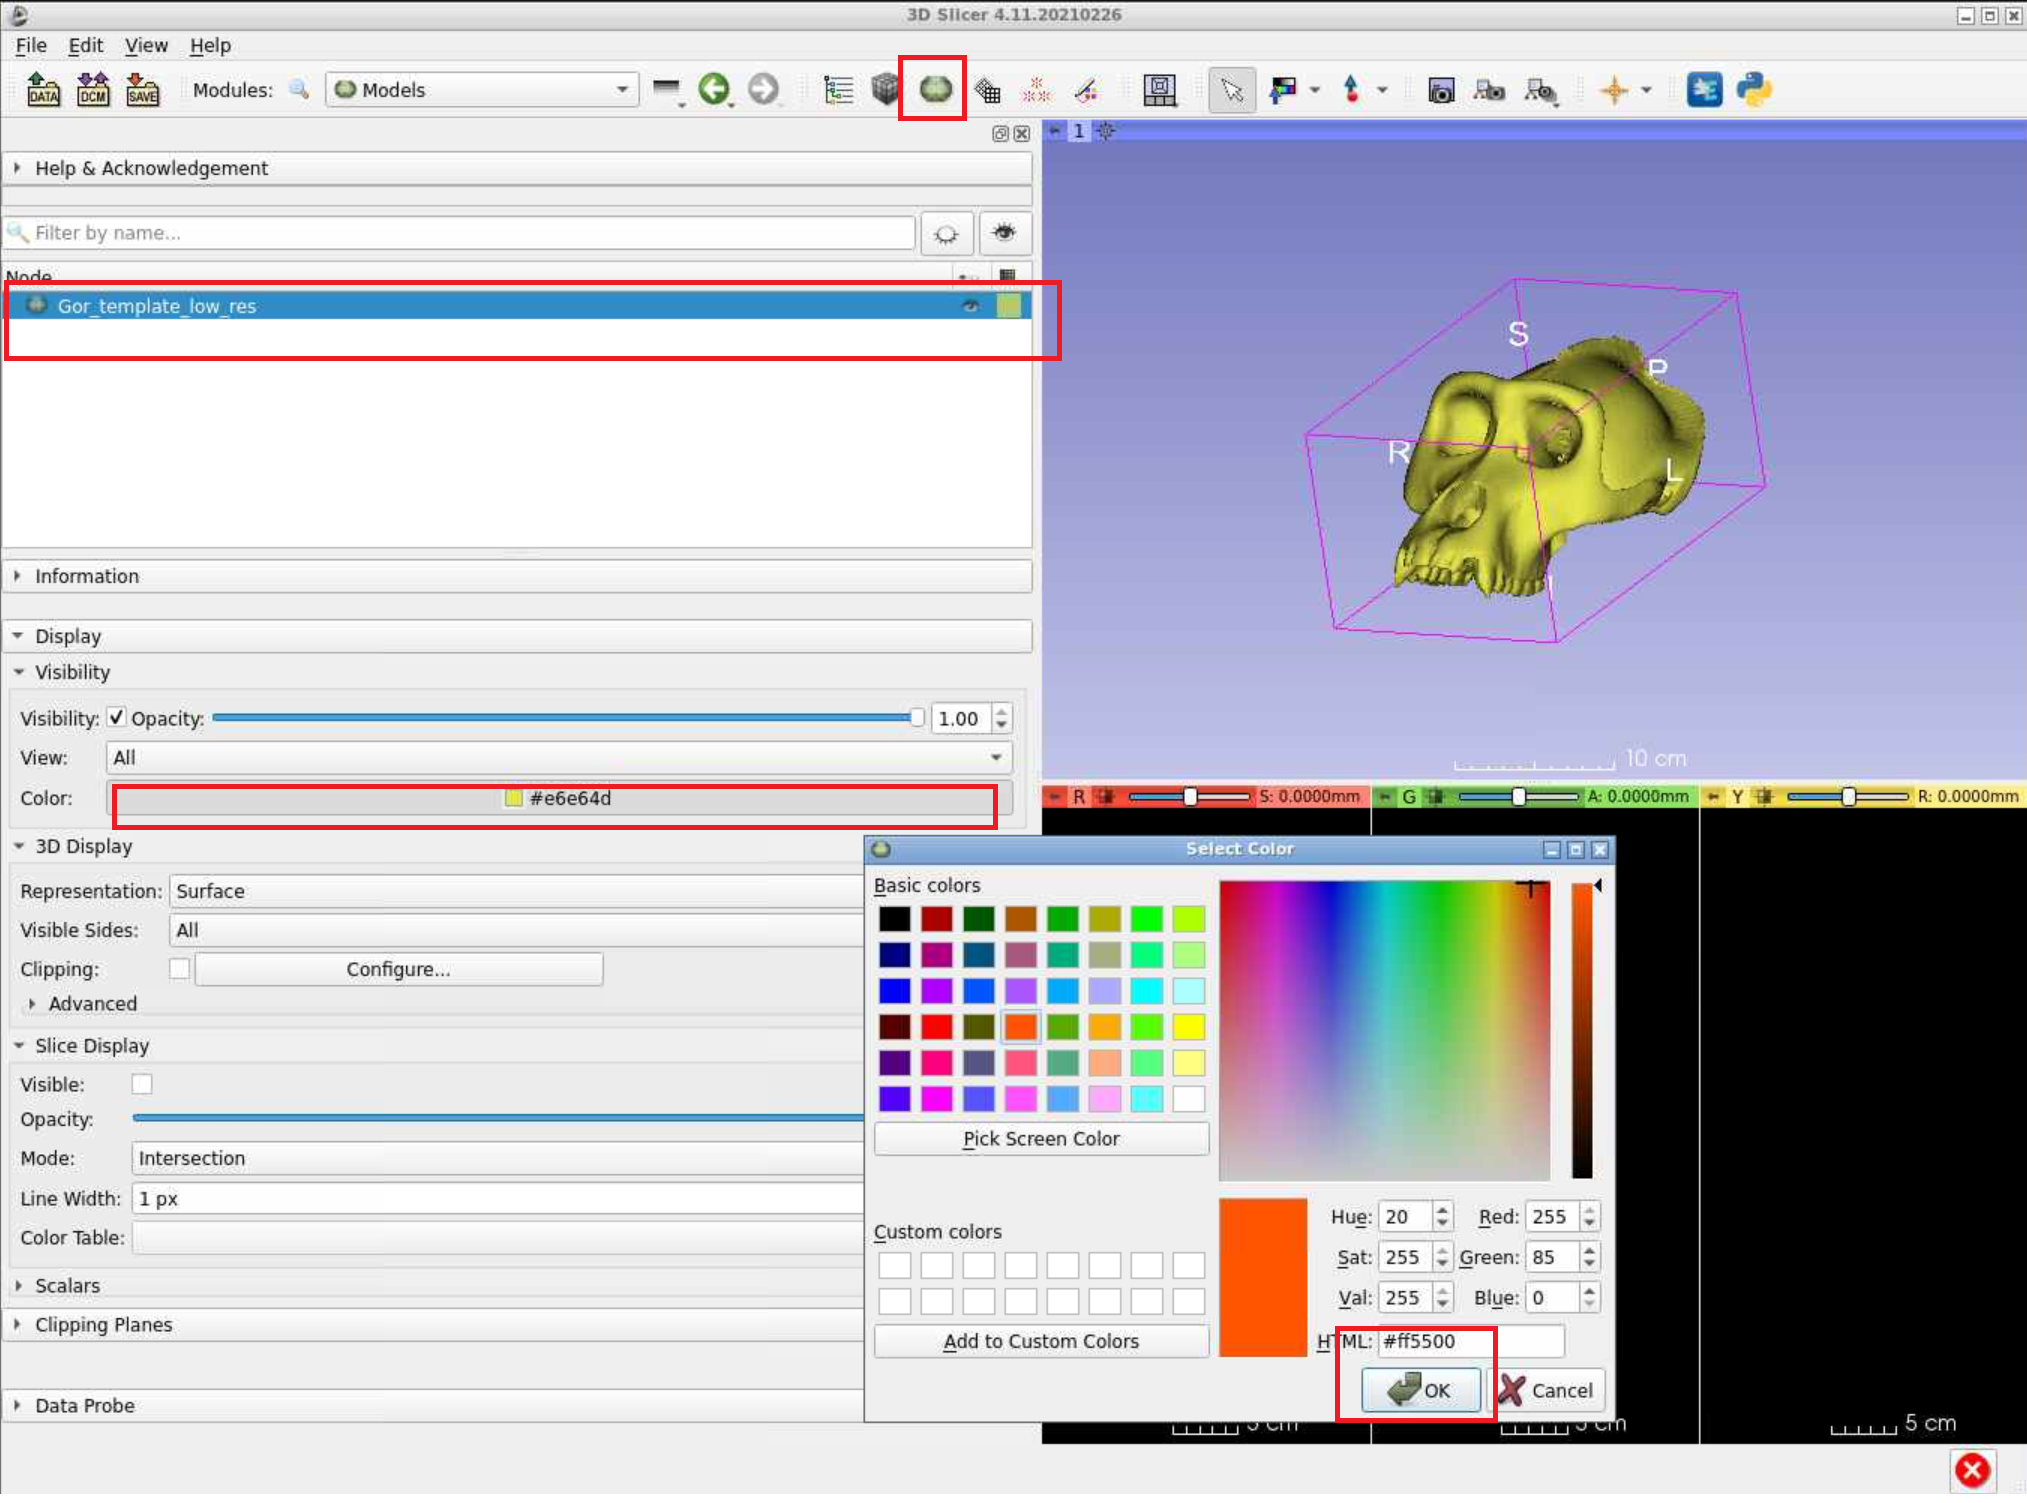 3D Slicer 4.11.20210226
File Edit View Help
DATA DCM SAVE Modules: Models
1
Help & Acknowledgement
Filter by name...
Node
Gor_template_low_res
S
P
R
L
I
10 cm
Information
Display
Visibility
Visibility: Opacity: 1.00
View: All
Color: #e6e64d
R S: 0.0000mm G A: 0.0000mm Y R: 0.0000mm
3D Display
Representation: Surface
Visible Sides: All
Clipping: Configure...
Advanced
Slice Display
Visible:
Opacity:
Mode: Intersection
Line Width: 1 px
Color Table:
Scalars
Clipping Planes
Data Probe
Select Color
Basic colors
Pick Screen Color
Custom colors
Add to Custom Colors
Hue: 20 Red: 255
Sat: 255 Green: 85
Val: 255 Blue: 0
HTML: #ff5500
OK Cancel
5 cm 5 cm 5 cm